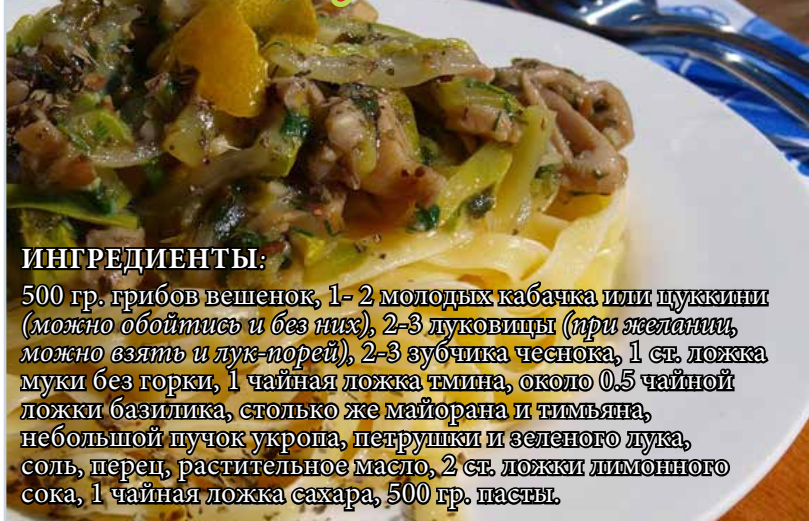 ИНГРЕДИЕНТЫ:
500 гр. грибов вешенок, 1- 2 молодых кабачка или цуккини
(можно обойтись и без них), 2-3 луковицы (при желании,
можно взять и лук-порей), 2-3 зубчика чеснока, 1 ст. ложка
муки без горки, 1 чайная ложка тмина, около 0.5 чайной
ложки базилика, столько же майорана и тимьяна,
небольшой пучок укропа, петрушки и зеленого лука,
соль, перец, растительное масло, 2 ст. ложки лимонного
сока, 1 чайная ложка сахара, 500 гр. пасты.